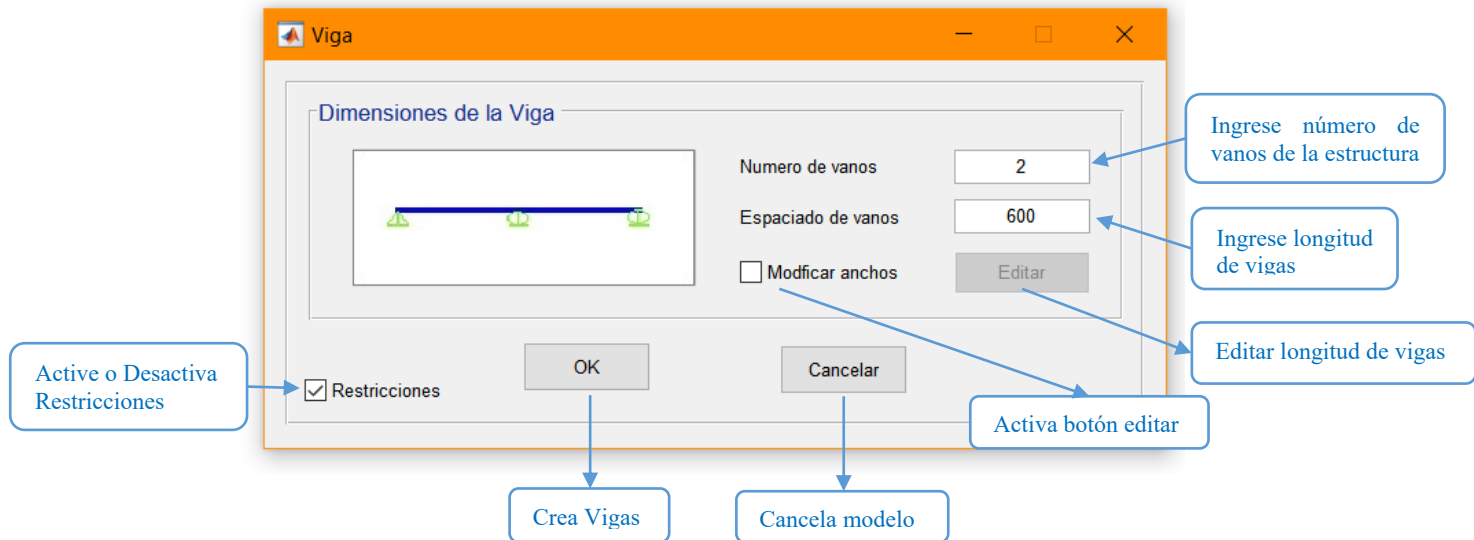 Viga
Dimensiones de la Viga
Numero de vanos
2
Espaciado de vanos
600
Modficar anchos
Editar
Restricciones
OK
Cancelar
Ingrese número de
vanos de la estructura
Ingrese longitud
de vigas
Editar longitud de vigas
Active o Desactiva
Restricciones
Activa botón editar
Crea Vigas
Cancela modelo